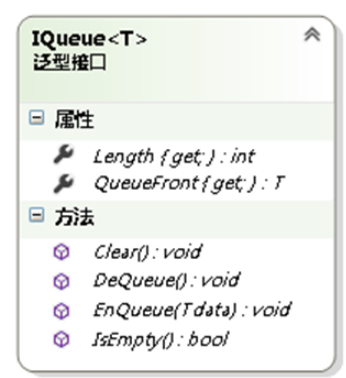 IQueue<T>
泛型接口
属性
Length { get; } : int
QueueFront { get; } : T
方法
Clear() : void
DeQueue() : void
EnQueue(T data) : void
IsEmpty() : bool